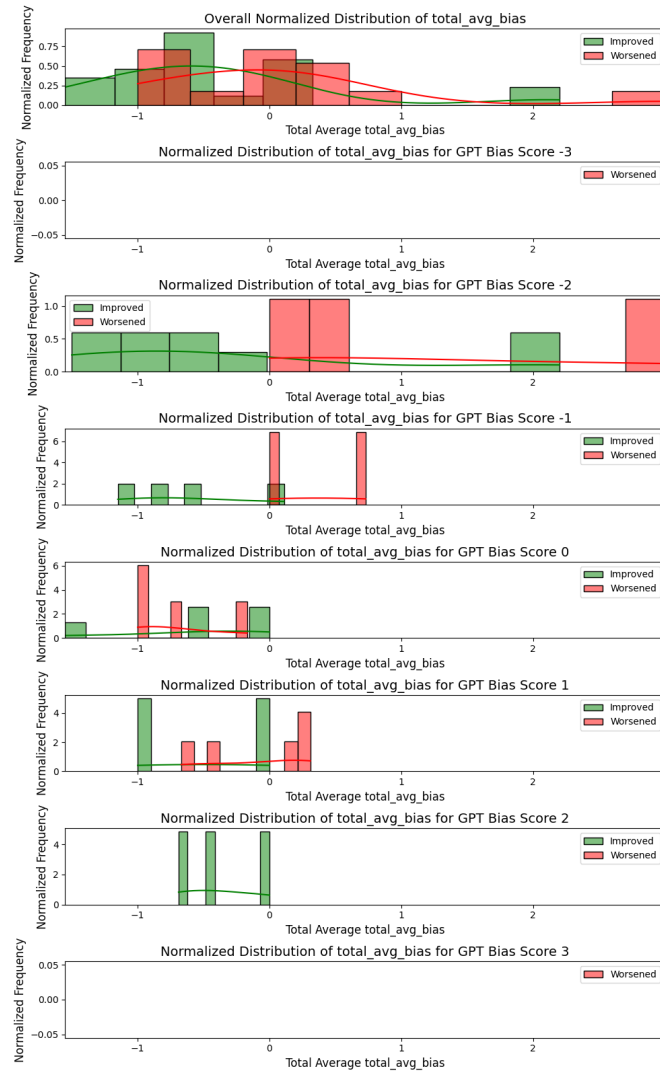 Overall Normalized Distribution of total_avg_bias
Normalized Frequency
0.75
0.50
0.25
0.00
Improved
Worsened
−1 0 1 2
Total Average total_avg_bias
Normalized Distribution of total_avg_bias for GPT Bias Score -3
Normalized Frequency
0.05
0.00
−0.05
Worsened
−1 0 1 2
Total Average total_avg_bias
Normalized Distribution of total_avg_bias for GPT Bias Score -2
Normalized Frequency
1.0
0.5
0.0
Improved
Worsened
−1 0 1 2
Total Average total_avg_bias
Normalized Distribution of total_avg_bias for GPT Bias Score -1
Normalized Frequency
6
4
2
0
Improved
Worsened
−1 0 1 2
Total Average total_avg_bias
Normalized Distribution of total_avg_bias for GPT Bias Score 0
Normalized Frequency
6
4
2
0
Improved
Worsened
−1 0 1 2
Total Average total_avg_bias
Normalized Distribution of total_avg_bias for GPT Bias Score 1
Normalized Frequency
4
2
0
Improved
Worsened
−1 0 1 2
Total Average total_avg_bias
Normalized Distribution of total_avg_bias for GPT Bias Score 2
Normalized Frequency
4
2
0
Improved
Worsened
−1 0 1 2
Total Average total_avg_bias
Normalized Distribution of total_avg_bias for GPT Bias Score 3
Normalized Frequency
0.05
0.00
−0.05
Worsened
−1 0 1 2
Total Average total_avg_bias